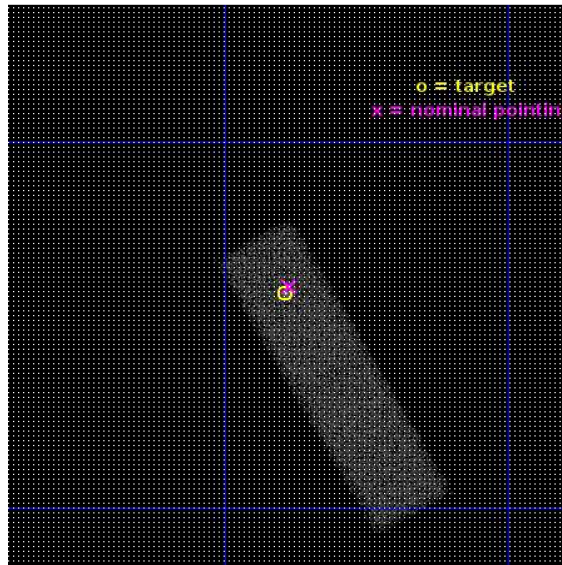 o = target
x = nominal pointin